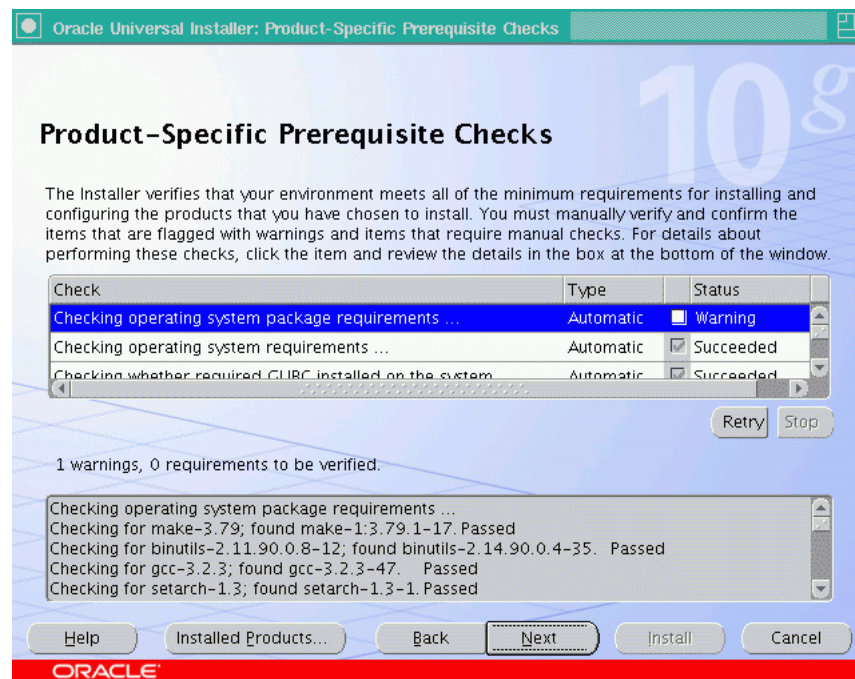 Oracle Universal Installer: Product-Specific Prerequisite Checks
10g
Product-Specific Prerequisite Checks
The Installer verifies that your environment meets all of the minimum requirements for installing and
configuring the products that you have chosen to install. You must manually verify and confirm the
items that are flagged with warnings and items that require manual checks. For details about
performing these checks, click the item and review the details in the box at the bottom of the window.
Check Type Status
Checking operating system package requirements ... Automatic Warning
Checking operating system requirements ... Automatic Succeeded
Checking whether required GLIBC installed on the system Automatic Succeeded
Retry Stop
1 warnings, 0 requirements to be verified.
Checking operating system package requirements ...
Checking for make-3.79; found make-1:3.79.1-17. Passed
Checking for binutils-2.11.90.0.8-12; found binutils-2.14.90.0.4-35. Passed
Checking for gcc-3.2.3; found gcc-3.2.3-47. Passed
Checking for setarch-1.3; found setarch-1.3-1. Passed
Help Installed Products... Back Next Install Cancel
ORACLE